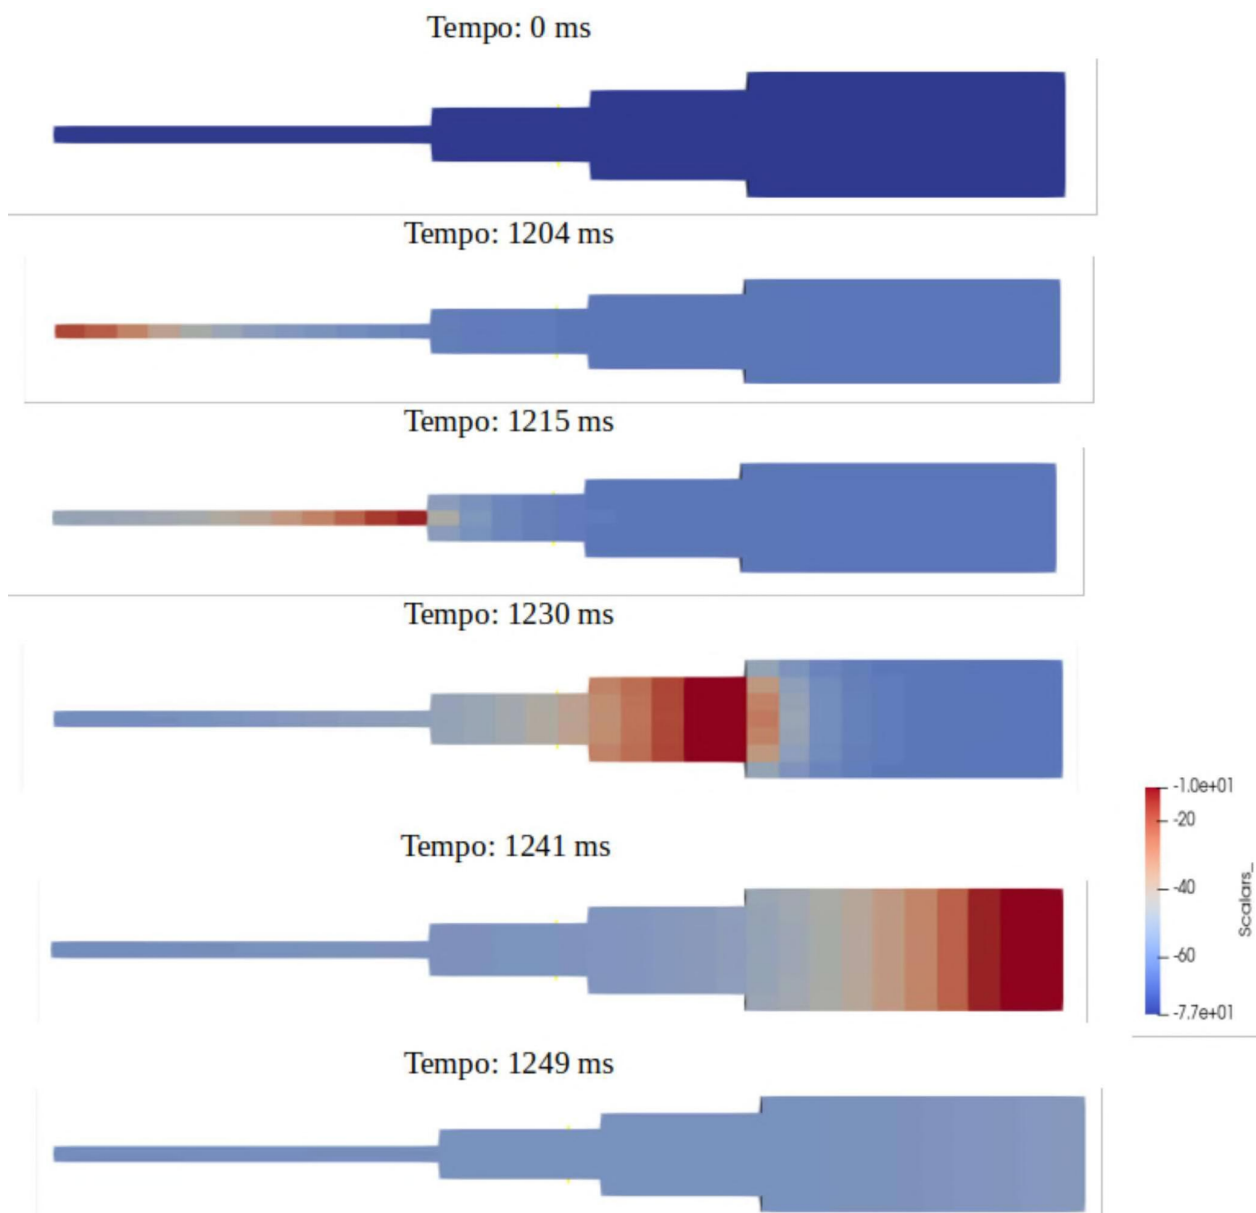 Tempo: 0 ms
Tempo: 1204 ms
Tempo: 1215 ms
Tempo: 1230 ms
-1.0e+01
-20
-40
-60
-7.7e+01
Scalars_
Tempo: 1241 ms
Tempo: 1249 ms